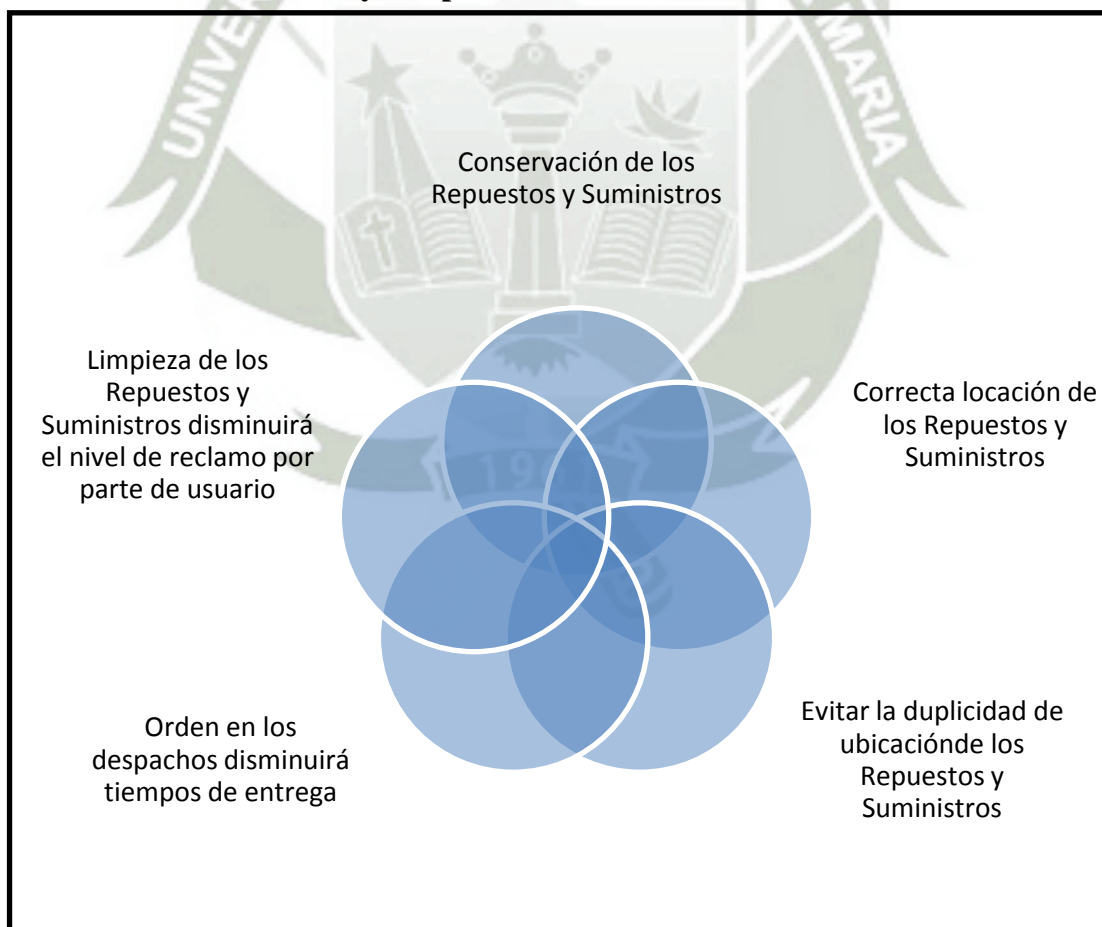 UNIVER
MARIA
Conservación de los
Repuestos y Suministros
Limpieza de los
Repuestos y
Suministros disminuirá
el nivel de reclamo por
parte de usuario
Correcta locación de
los Repuestos y
Suministros
Orden en los
despachos disminuirá
tiempos de entrega
Evitar la duplicidad de
ubicaciónde los
Repuestos y
Suministros